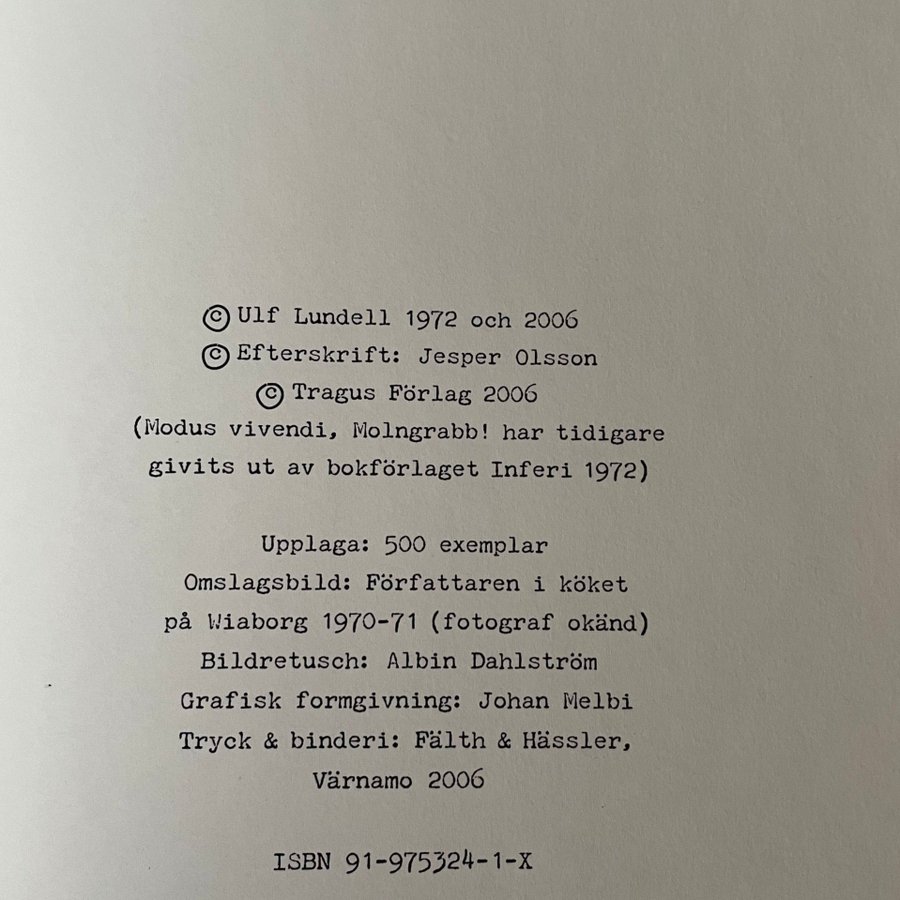 © Ulf Lundell 1972 och 2006
© Efterskrift: Jesper Olsson
© Tragus Förlag 2006
(Modus vivendi, Molngrabb! har tidigare
givits ut av bokförlaget Inferi 1972)
Upplaga: 500 exemplar
Omslagsbild: Författaren i köket
på Wiaborg 1970-71 (fotograf okänd)
Bildretusch: Albin Dahlström
Grafisk formgivning: Johan Melbi
Tryck & binderi: Fälth & Hässler,
Värnamo 2006
ISBN 91-975324-1-X